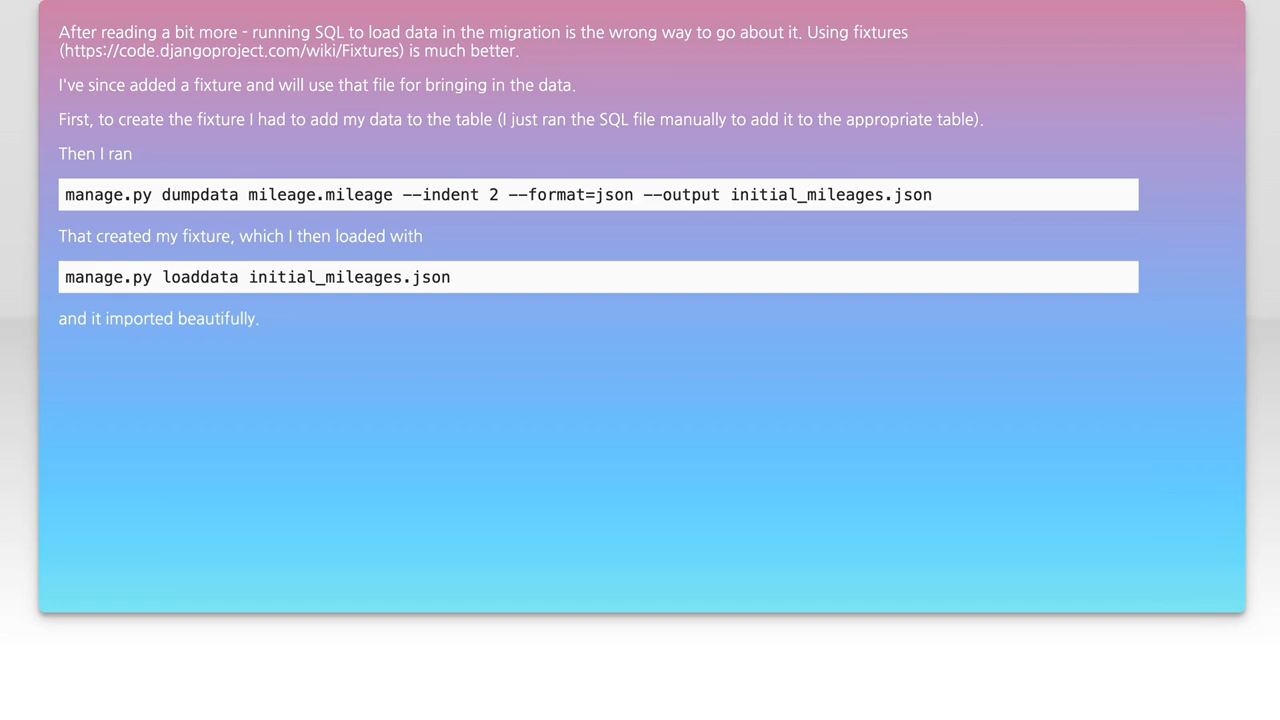 After reading a bit more - running SQL to load data in the migration is the wrong way to go about it. Using fixtures
(https://code.djangoproject.com/wiki/Fixtures) is much better.
I've since added a fixture and will use that file for bringing in the data.
First, to create the fixture I had to add my data to the table (I just ran the SQL file manually to add it to the appropriate table).
Then I ran
manage.py dumpdata mileage.mileage --indent 2 --format=json --output initial_mileages.json
That created my fixture, which I then loaded with
manage.py loaddata initial_mileages.json
and it imported beautifully.